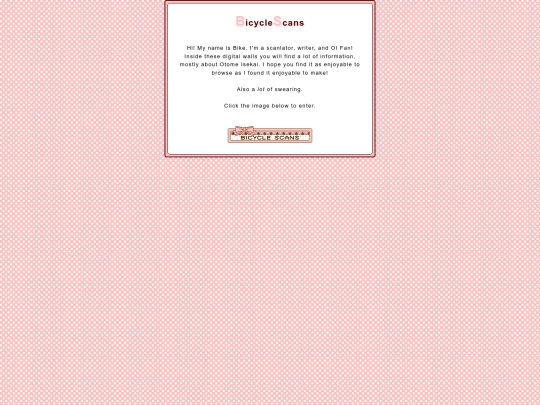 BicycleScans
Hi! My name is Bike. I'm a scanlator, writer, and OI Fan!
Inside these digital walls you will find a lot of information,
mostly about Otome Isekai. I hope you find it as enjoyable to
browse as I found it enjoyable to make!
Also a lot of swearing.
Click the image below to enter.
BICYCLE SCANS